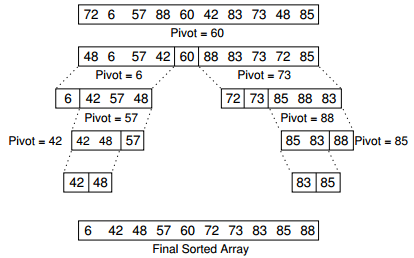 72 6 57 88 60 42 83 73 48 85
Pivot = 60
48 6 57 42 60 88 83 73 72 85
Pivot = 6 Pivot = 73
6 42 57 48 72 73 85 88 83
Pivot = 57 Pivot = 88
Pivot = 42 42 48 57 85 83 88 Pivot = 85
42 48 83 85
6 42 48 57 60 72 73 83 85 88
Final Sorted Array